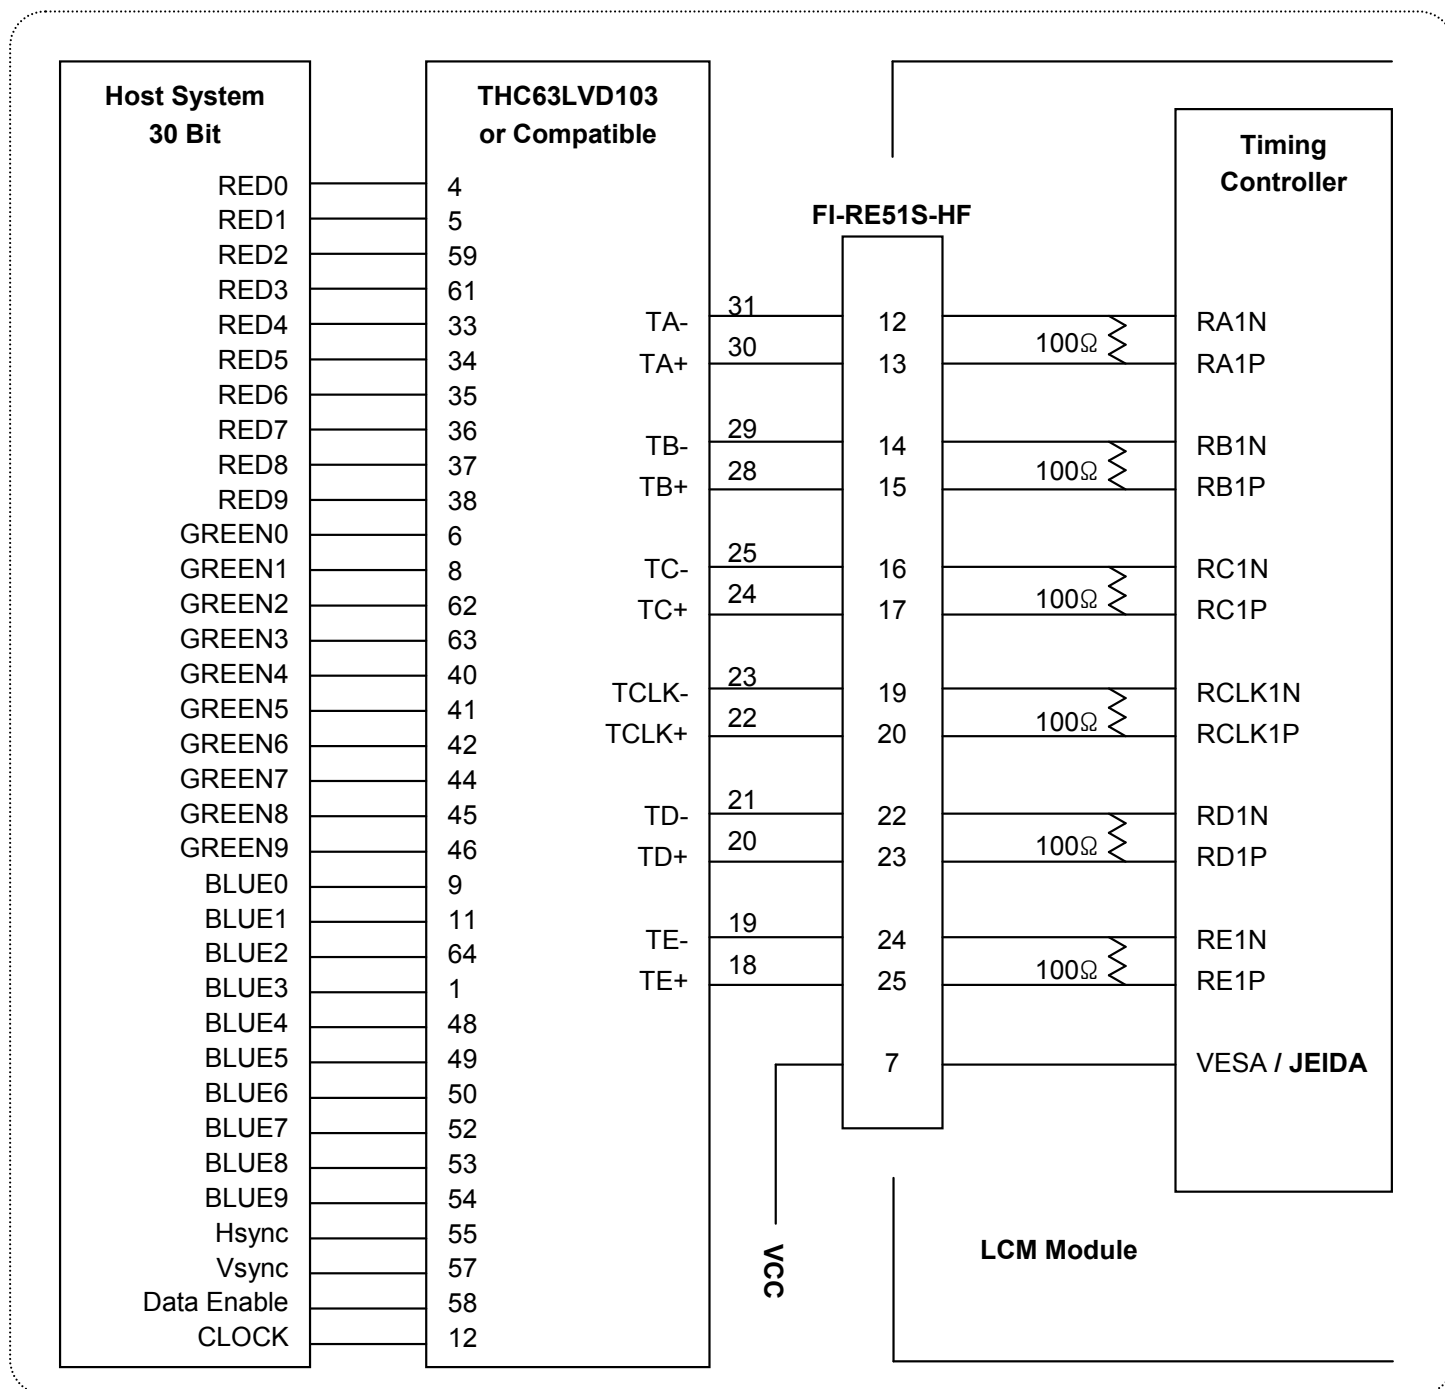 Host System
30 Bit
RED0
RED1
RED2
RED3
RED4
RED5
RED6
RED7
RED8
RED9
GREEN0
GREEN1
GREEN2
GREEN3
GREEN4
GREEN5
GREEN6
GREEN7
GREEN8
GREEN9
BLUE0
BLUE1
BLUE2
BLUE3
BLUE4
BLUE5
BLUE6
BLUE7
BLUE8
BLUE9
Hsync
Vsync
Data Enable
CLOCK
THC63LVD103
or Compatible
4
5
59
61
33
34
35
36
37
38
6
8
62
63
40
41
42
44
45
46
9
11
64
1
48
49
50
52
53
54
55
57
58
12
TA-
TA+
TB-
TB+
TC-
TC+
TCLK-
TCLK+
TD-
TD+
TE-
TE+
31
30
29
28
25
24
23
22
21
20
19
18
FI-RE51S-HF
12
13
14
15
16
17
19
20
22
23
24
25
7
VCC
100Ω
100Ω
100Ω
100Ω
100Ω
100Ω
Timing
Controller
RA1N
RA1P
RB1N
RB1P
RC1N
RC1P
RCLK1N
RCLK1P
RD1N
RD1P
RE1N
RE1P
VESA / JEIDA
LCM Module